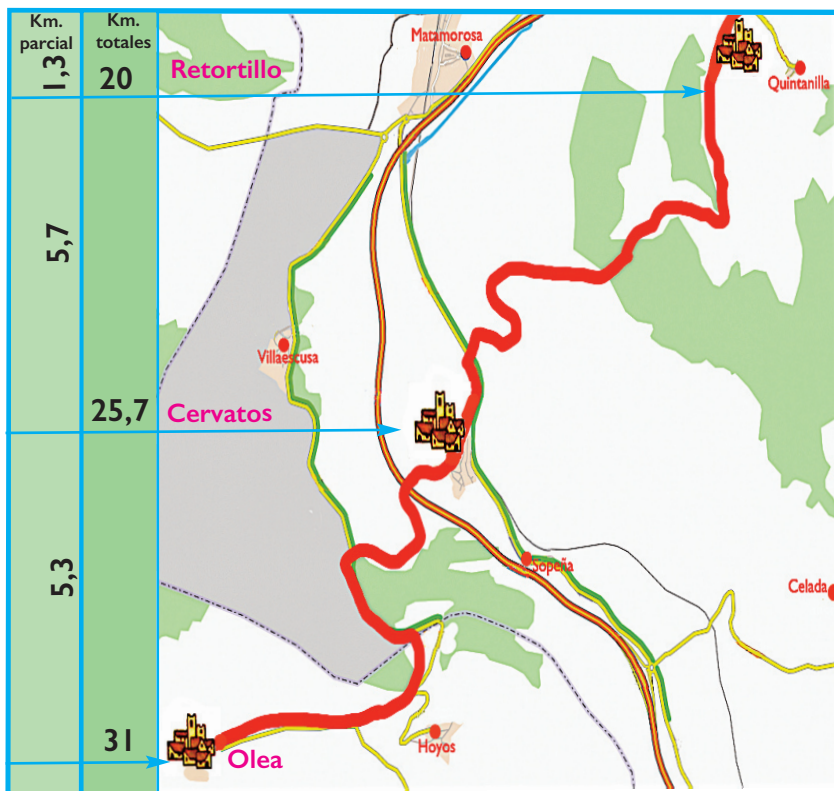 Km.
parcial
Km.
totales
1,3
20
Retortillo
Matamorosa
Quintanilla
5,7
Villaescusa
25,7
Cervatos
5,3
Sopeña
Celada
31
Olea
Hoyos